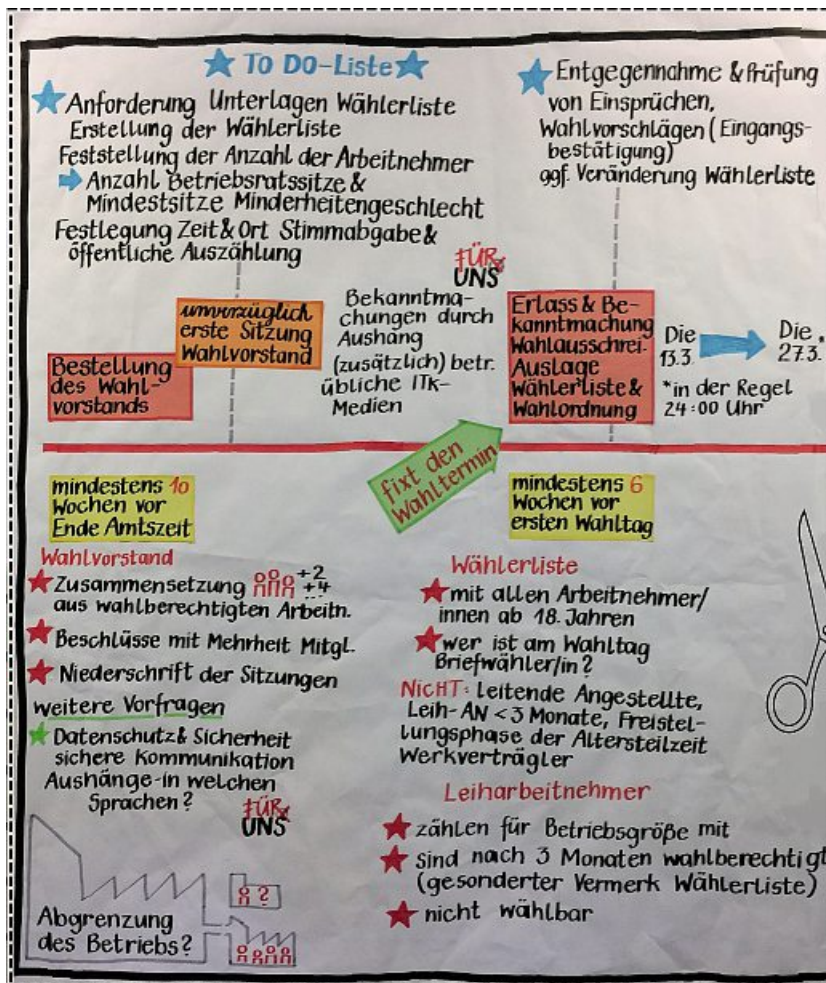 To Do-Liste
Anforderung Unterlagen Wählerliste
Erstellung der Wählerliste
Feststellung der Anzahl der Arbeitnehmer
Anzahl Betriebsratssitze &
Mindestsitze Minderheitengeschlecht
Festlegung Zeit & Ort Stimmabgabe &
öffentliche Auszählung
Entgegennahme & Prüfung
von Einsprüchen,
Wahlvorschlägen (Eingangs-
bestätigung)
ggf. Veränderung Wählerliste
Bestellung
des Wahl-
vorstands
unverzüglich
erste Sitzung
Wahlvorstand
FÜR
UNS
Bekanntma-
chungen durch
Aushang
(zusätzlich) betr.
übliche ITK-
Medien
Erlass & Be-
kanntmachung
Wahlausschrei-
Auslage
Wählerliste &
Wahlordnung
Die
13.3.
Die *
27.3.
*in der Regel
24:00 Uhr
fixt den
Wahltermin
mindestens 10
Wochen vor
Ende Amtszeit
mindestens 6
Wochen vor
ersten Wahltag
Wahlvorstand
Zusammensetzung +2
+4
aus wahlberechtigten Arbeitn.
Beschlüsse mit Mehrheit Mitgl.
Niederschrift der Sitzungen
weitere Vorfragen
Datenschutz & Sicherheit
sichere Kommunikation
Aushänge-in welchen
Sprachen?
FÜR
UNS
Abgrenzung
des Betriebs?
?
Wählerliste
mit allen Arbeitnehmer/
innen ab 18. Jahren
wer ist am Wahltag
Briefwähler/in?
NICHT: leitende Angestellte,
Leih-AN < 3 Monate, Freistel-
lungsphase der Altersteilzeit
Werkverträgler
Leiharbeitnehmer
zählen für Betriebsgröße mit
sind nach 3 Monaten wahlberechtigt
(gesonderter Vermerk Wählerliste)
nicht wählbar